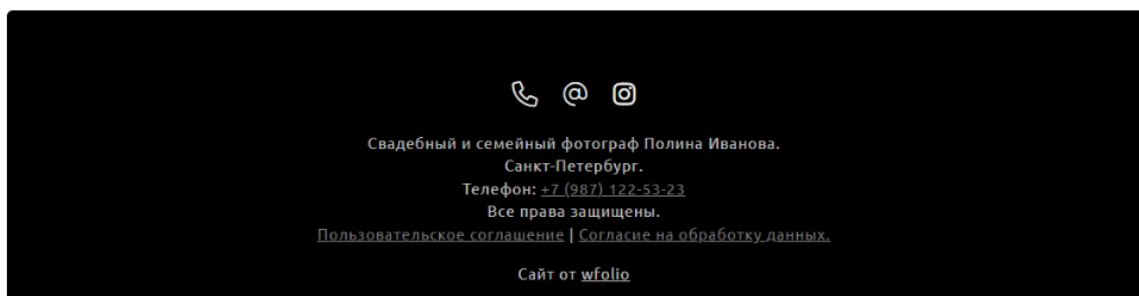 Свадебный и семейный фотограф Полина Иванова.
Санкт-Петербург.
Телефон: +7 (987) 122-53-23
Все права защищены.
Пользовательское соглашение | Согласие на обработку данных.
Сайт от wfolio